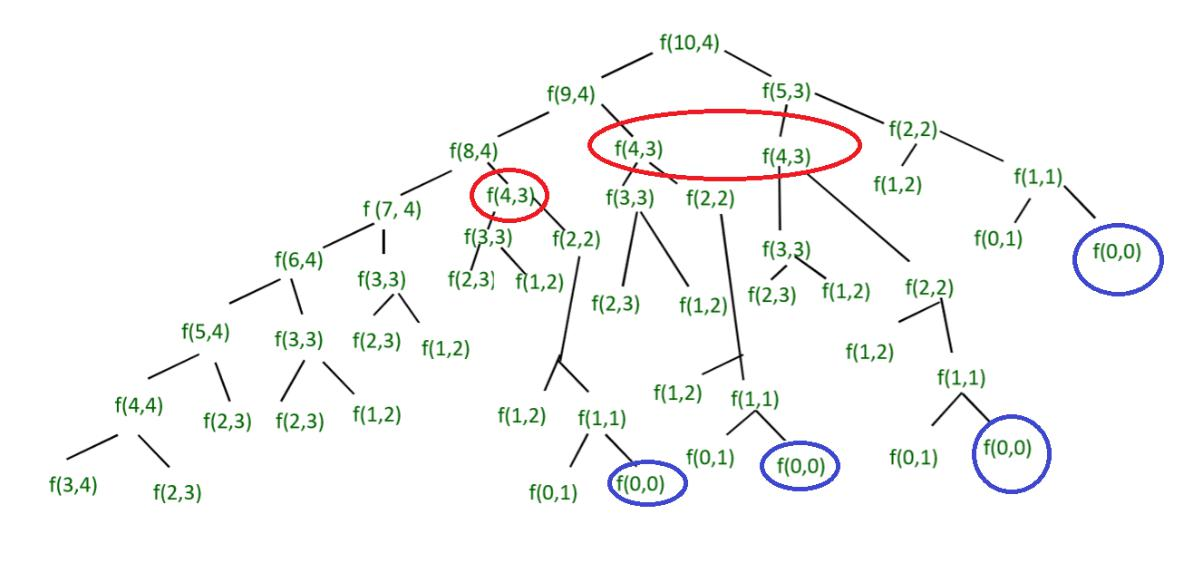 f(10,4)
f(9,4)
f(5,3)
f(8,4)
f(4,3)
f(4,3)
f(2,2)
f (7, 4)
f(4,3)
f(3,3)
f(2,2)
f(1,2)
f(1,1)
f(6,4)
f(3,3)
f(3,3)
f(2,2)
f(3,3)
f(0,1)
f(0,0)
f(2,3)
f(1,2)
f(2,3)
f(1,2)
f(2,3)
f(1,2)
f(2,2)
f(5,4)
f(3,3)
f(2,3)
f(1,2)
f(1,2)
f(4,4)
f(2,3)
f(2,3)
f(1,2)
f(1,2)
f(1,1)
f(1,2)
f(1,1)
f(1,1)
f(3,4)
f(2,3)
f(0,1)
f(0,0)
f(0,1)
f(0,0)
f(0,1)
f(0,0)